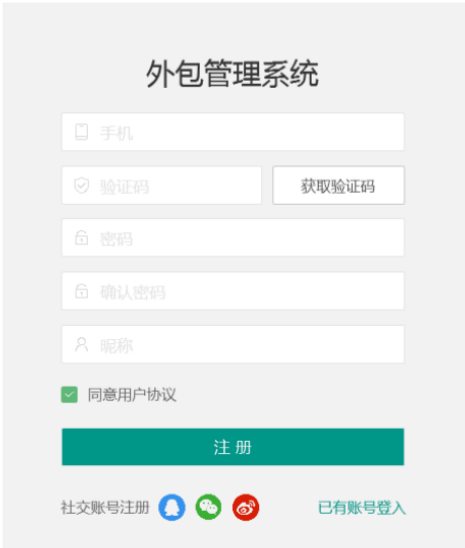 外包管理系统
手机
验证码 获取验证码
密码
确认密码
昵称
同意用户协议
注册
社交账号注册 已有账号登入